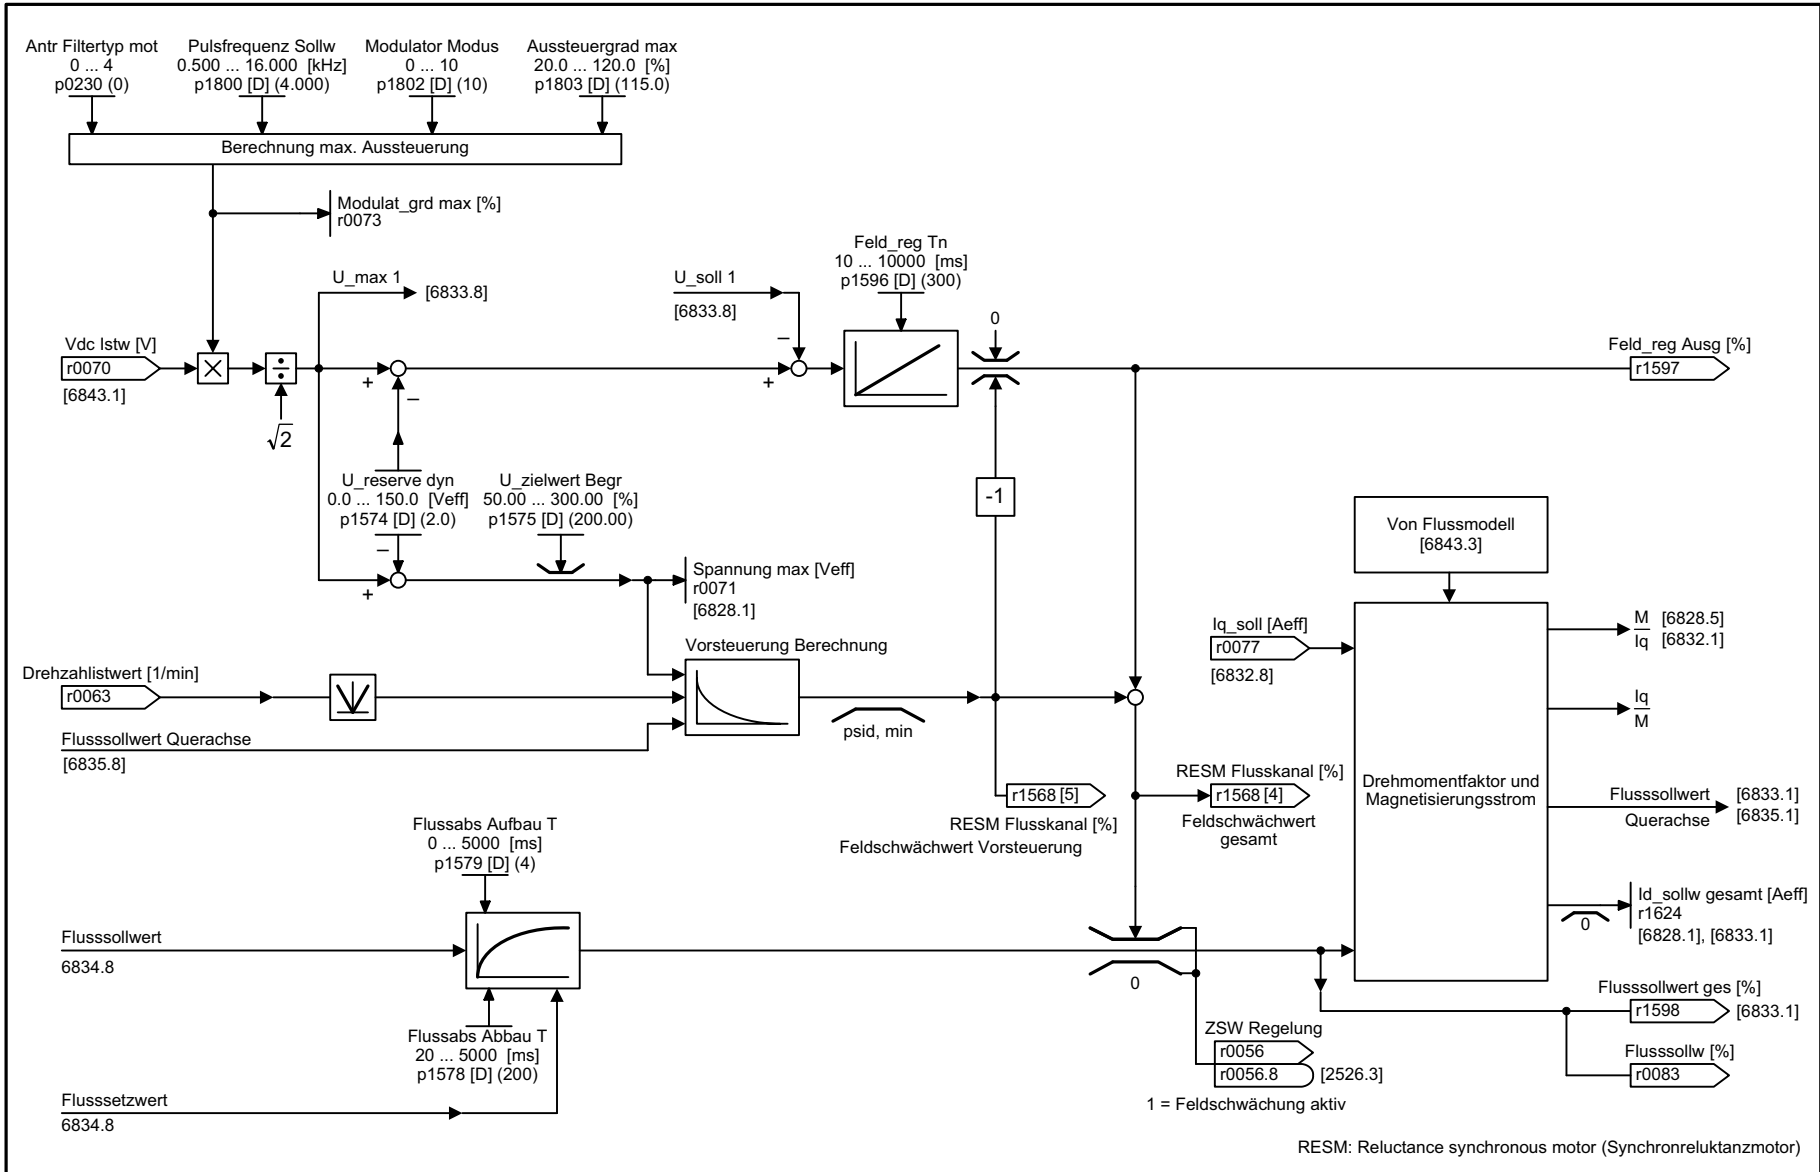 Antr Filtertyp mot
0 ... 4
p0230 (0)
Pulsfrequenz Sollw
0.500 ... 16.000 [kHz]
p1800 [D] (4.000)
Modulator Modus
0 ... 10
p1802 [D] (10)
Aussteuergrad max
20.0 ... 120.0 [%]
p1803 [D] (115.0)
Berechnung max. Aussteuerung
Modulat_grd max [%]
r0073
U_max 1
[6833.8]
U_soll 1
[6833.8]
Feld_reg Tn
10 ... 10000 [ms]
p1596 [D] (300)
0
Vdc Istw [V]
r0070
[6843.1]
×
÷
√2
+
–
+
–
Feld_reg Ausg [%]
r1597
U_reserve dyn
0.0 ... 150.0 [Veff]
p1574 [D] (2.0)
U_zielwert Begr
50.00 ... 300.00 [%]
p1575 [D] (200.00)
–
+
-1
Spannung max [Veff]
r0071
[6828.1]
Von Flussmodell
[6843.3]
Iq_soll [Aeff]
r0077
[6832.8]
M
Iq
[6828.5]
[6832.1]
Vorsteuerung Berechnung
Drehzahlistwert [1/min]
r0063
Flusssollwert Querachse
[6835.8]
psid, min
Iq
M
r1568 [5]
RESM Flusskanal [%]
Feldschwächwert Vorsteuerung
RESM Flusskanal [%]
r1568 [4]
Feldschwächwert
gesamt
Drehmomentfaktor und
Magnetisierungsstrom
Flusssollwert
Querachse
[6833.1]
[6835.1]
Flussabs Aufbau T
0 ... 5000 [ms]
p1579 [D] (4)
Id_sollw gesamt [Aeff]
r1624
[6828.1], [6833.1]
0
Flusssollwert
6834.8
0
Flusssollwert ges [%]
r1598
[6833.1]
Flussabs Abbau T
20 ... 5000 [ms]
p1578 [D] (200)
ZSW Regelung
r0056
r0056.8
[2526.3]
1 = Feldschwächung aktiv
Flusssollw [%]
r0083
Flusssetzwert
6834.8
RESM: Reluctance synchronous motor (Synchronreluktanzmotor)